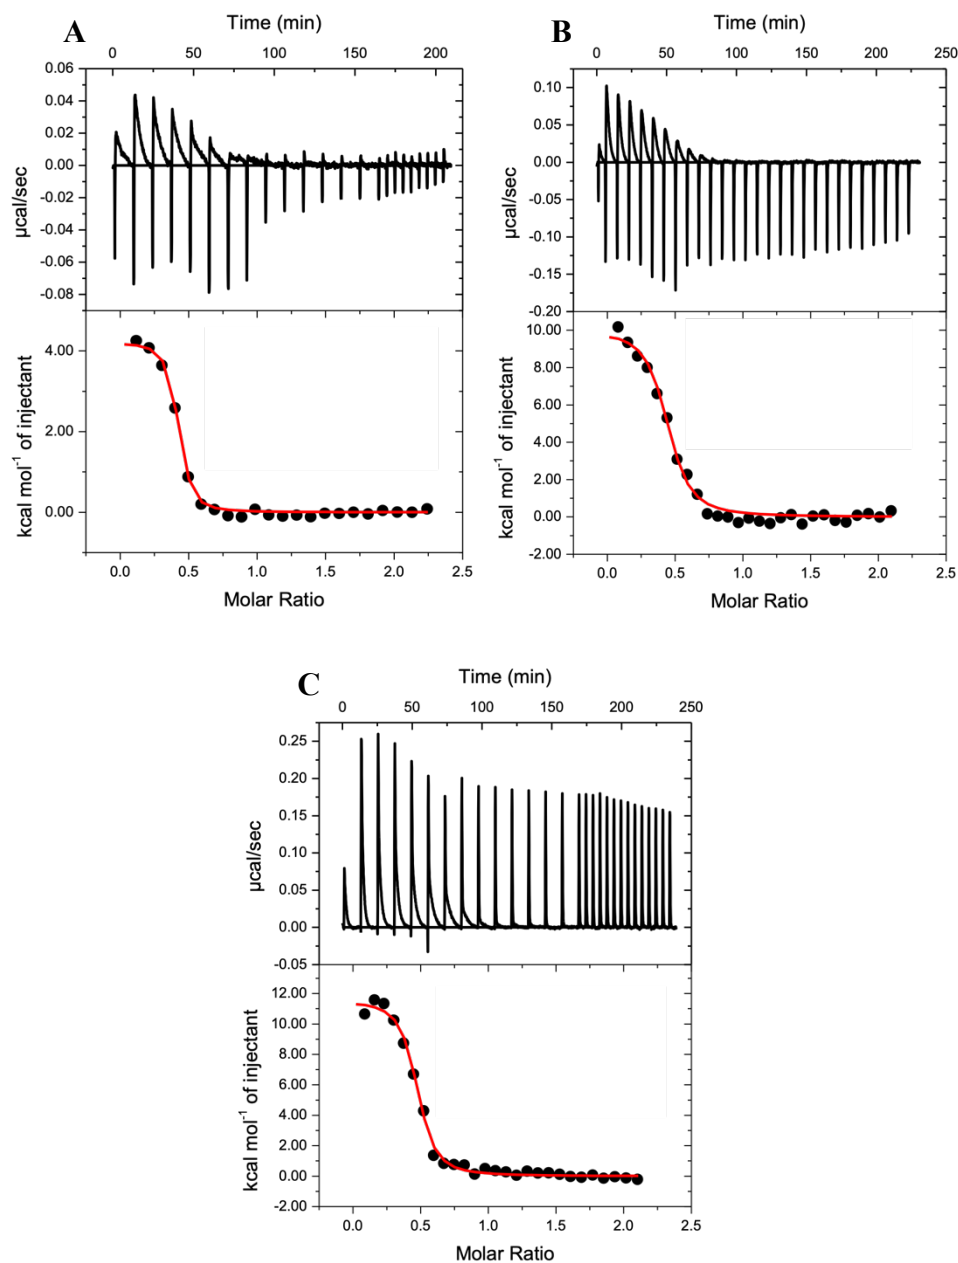 A
Time (min)
0 50 100 150 200
0.06
0.04
0.02
0.00
-0.02
-0.04
-0.06
-0.08
µcal/sec
4.00
2.00
0.00
kcal mol⁻¹ of injectant
0.0 0.5 1.0 1.5 2.0 2.5
Molar Ratio
B
Time (min)
0 50 100 150 200 250
0.10
0.05
0.00
-0.05
-0.10
-0.15
-0.20
µcal/sec
10.00
8.00
6.00
4.00
2.00
0.00
-2.00
kcal mol⁻¹ of injectant
0.0 0.5 1.0 1.5 2.0 2.5
Molar Ratio
C
Time (min)
0 50 100 150 200 250
0.25
0.20
0.15
0.10
0.05
0.00
-0.05
µcal/sec
12.00
10.00
8.00
6.00
4.00
2.00
0.00
-2.00
kcal mol⁻¹ of injectant
0.0 0.5 1.0 1.5 2.0 2.5
Molar Ratio